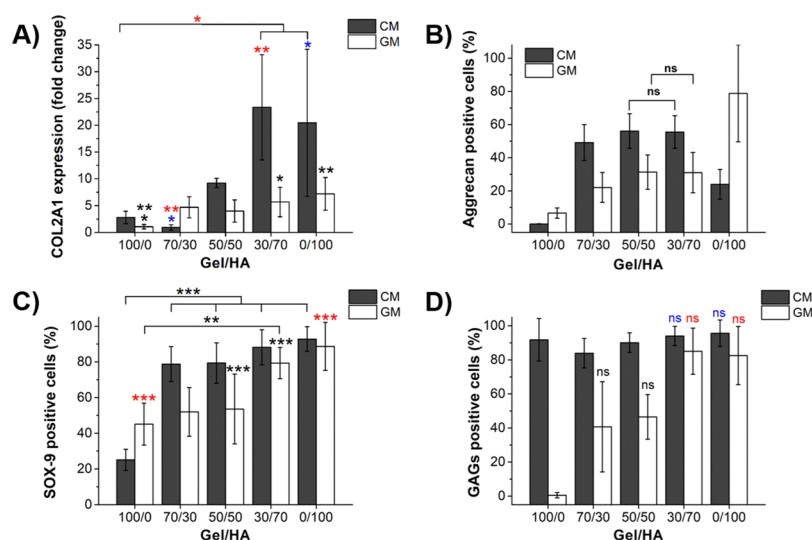 A)
COL2A1 expression (fold change)
35
30
25
20
15
10
5
0
*
** *
** *
** *
* **
CM
GM
100/0 70/30 50/50 30/70 0/100
Gel/HA
B)
Aggrecan positive cells (%)
100
80
60
40
20
0
CM
GM
ns
ns
100/0 70/30 50/50 30/70 0/100
Gel/HA
C)
SOX-9 positive cells (%)
100
80
60
40
20
0
***
**
***
***
***
***
CM
GM
100/0 70/30 50/50 30/70 0/100
Gel/HA
D)
GAGs positive cells (%)
100
80
60
40
20
0
ns ns ns ns
ns ns
CM
GM
100/0 70/30 50/50 30/70 0/100
Gel/HA